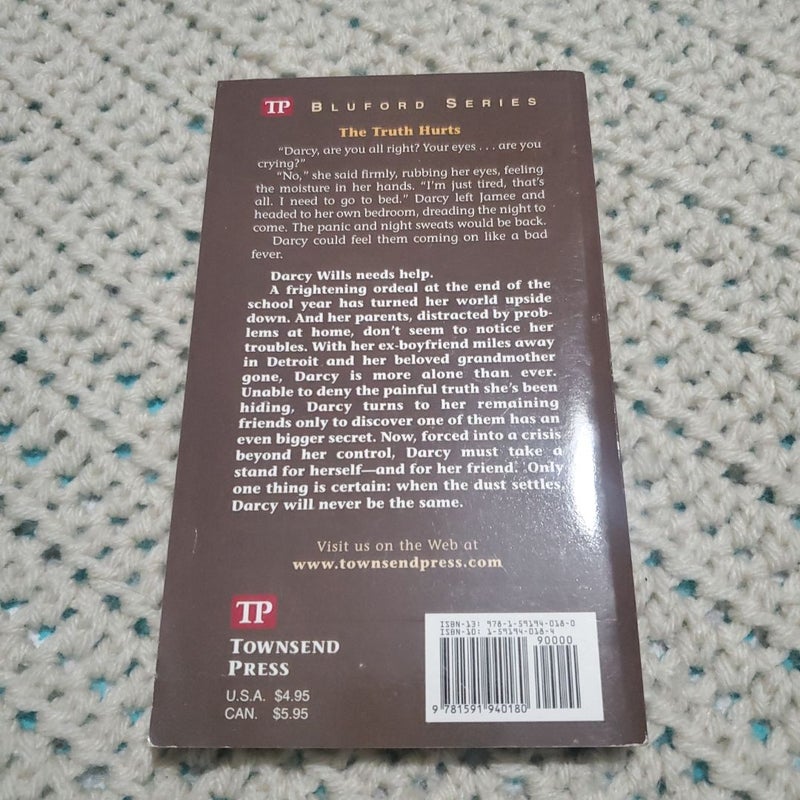 TP BLUFORD SERIES
The Truth Hurts
"Darcy, are you all right? Your eyes . . . are you
crying?"
"No," she said firmly, rubbing her eyes, feeling
the moisture in her hands. "I'm just tired, that's
all. I need to go to bed." Darcy left Jamee and
headed to her own bedroom, dreading the night to
come. The panic and night sweats would be back.
Darcy could feel them coming on like a bad
fever.
Darcy Wills needs help.
A frightening ordeal at the end of the
school year has turned her world upside
down. And her parents, distracted by prob-
lems at home, don't seem to notice her
troubles. With her ex-boyfriend miles away
in Detroit and her beloved grandmother
gone, Darcy is more alone than ever.
Unable to deny the painful truth she's been
hiding, Darcy turns to her remaining
friends only to discover one of them has an
even bigger secret. Now, forced into a crisis
beyond her control, Darcy must take a
stand for herself—and for her friend. Only
one thing is certain: when the dust settles,
Darcy will never be the same.
Visit us on the Web at
www.townsendpress.com
TP
TOWNSEND
PRESS
U.S.A. $4.95
CAN. $5.95
ISBN-13: 978-1-59194-018-0
ISBN-10: 1-59194-018-4
90000
9 781591 940180